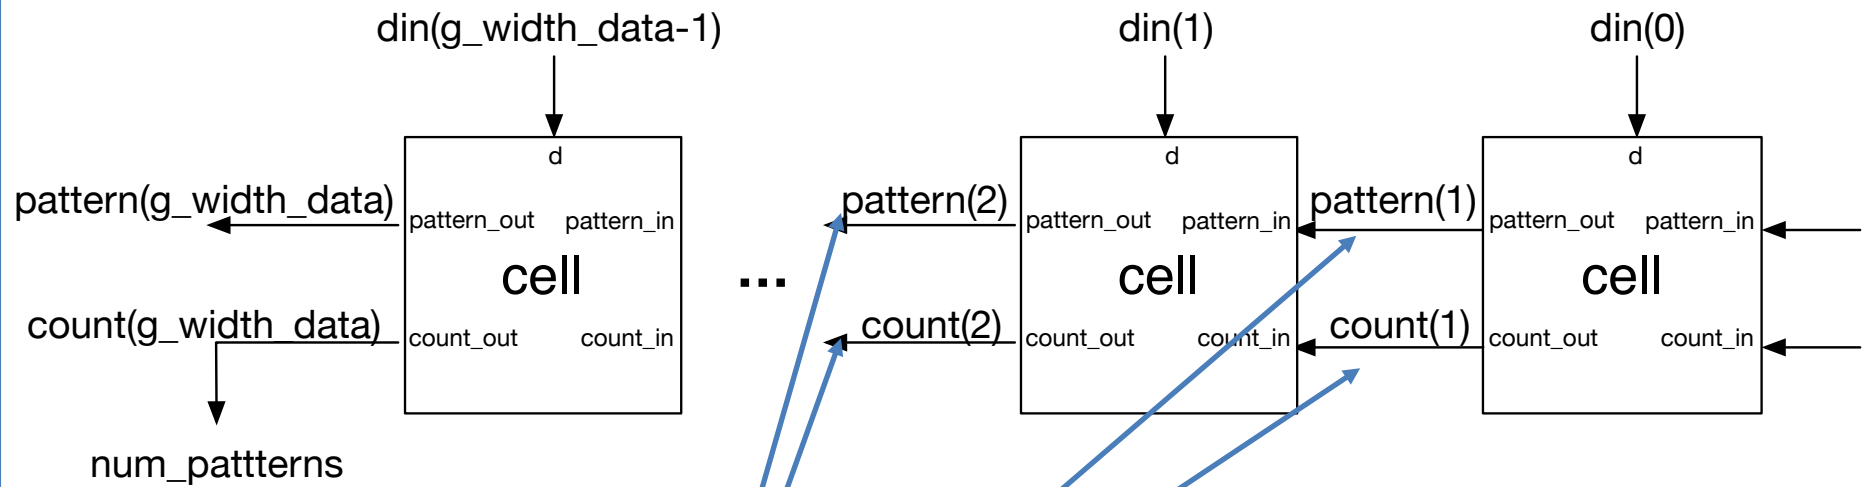 din(g_width_data-1)
din(1)
din(0)
d
d
d
pattern(g_width_data)
pattern_out
pattern_in
pattern(2)
pattern_out
pattern_in
pattern(1)
pattern_out
pattern_in
cell
...
cell
cell
count(g_width_data)
count_out
count_in
count(2)
count_out
count_in
count(1)
count_out
count_in
num_pattterns